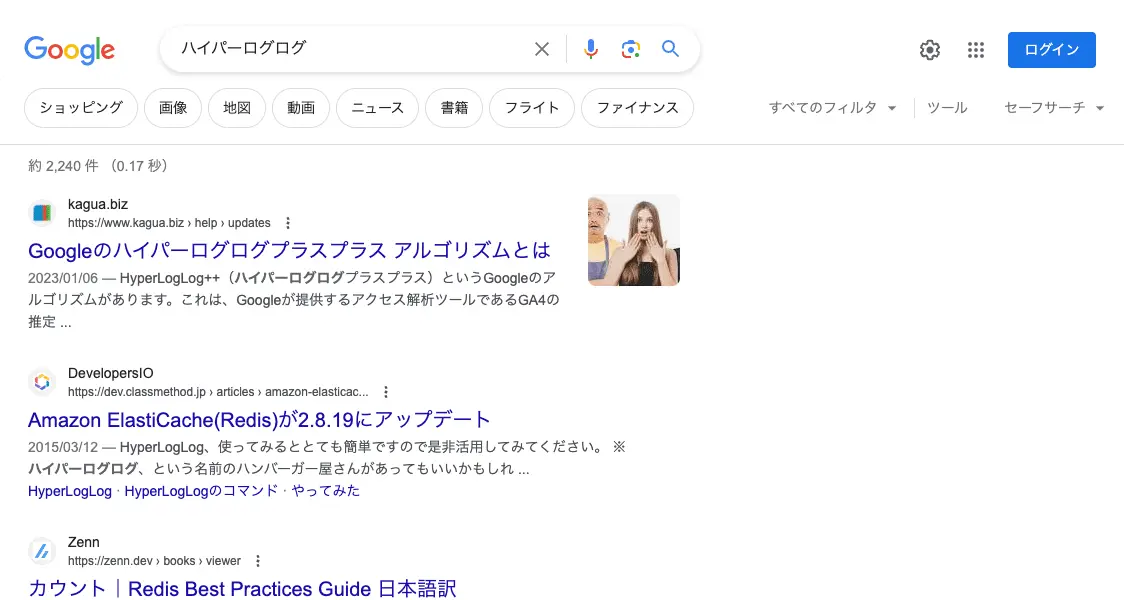 Google
ハイパーログログ
ログイン
ショッピング 画像 地図 動画 ニュース 書籍 フライト ファイナンス すべてのフィルタ ツール セーフサーチ
約 2,240 件 （0.17 秒）
kagua.biz
https://www.kagua.biz › help › updates
Googleのハイパーログログプラスプラス アルゴリズムとは
2023/01/06 — HyperLogLog++（ハイパーログログプラスプラス）というGoogleのア
ルゴリズムがあります。これは、Googleが提供するアクセス解析ツールであるGA4の
推定 ...
DevelopersIO
https://dev.classmethod.jp › articles › amazon-elasticac...
Amazon ElastiCache(Redis)が2.8.19にアップデート
2015/03/12 — HyperLogLog、使ってみるととても簡単ですので是非活用してみてください。 ※
ハイパーログログ、という名前のハンバーガー屋さんがあってもいいかもしれ ...
HyperLogLog · HyperLogLogのコマンド · やってみた
Zenn
https://zenn.dev › books › viewer
カウント｜Redis Best Practices Guide 日本語訳